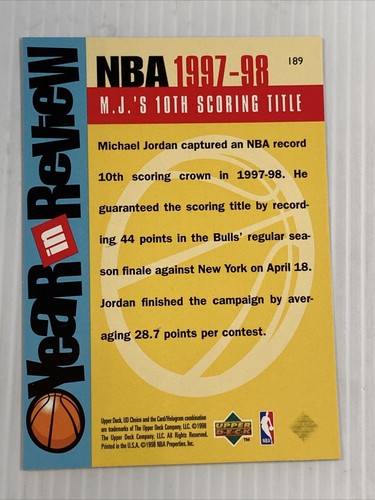 Year in Review
NBA 1997-98
189
M.J.'S 10TH SCORING TITLE
Michael Jordan captured an NBA record
10th scoring crown in 1997-98. He
guaranteed the scoring title by record-
ing 44 points in the Bulls' regular sea-
son finale against New York on April 18.
Jordan finished the campaign by aver-
aging 28.7 points per contest.
Upper Deck, UD Choice and the Card/Hologram combination
are trademarks of The Upper Deck Company, LLC. ©1998
The Upper Deck Company, LLC. All Rights Reserved.
Printed in the U.S.A. ©1998 NBA Properties, Inc.
UPPER DECK
TM
NBA